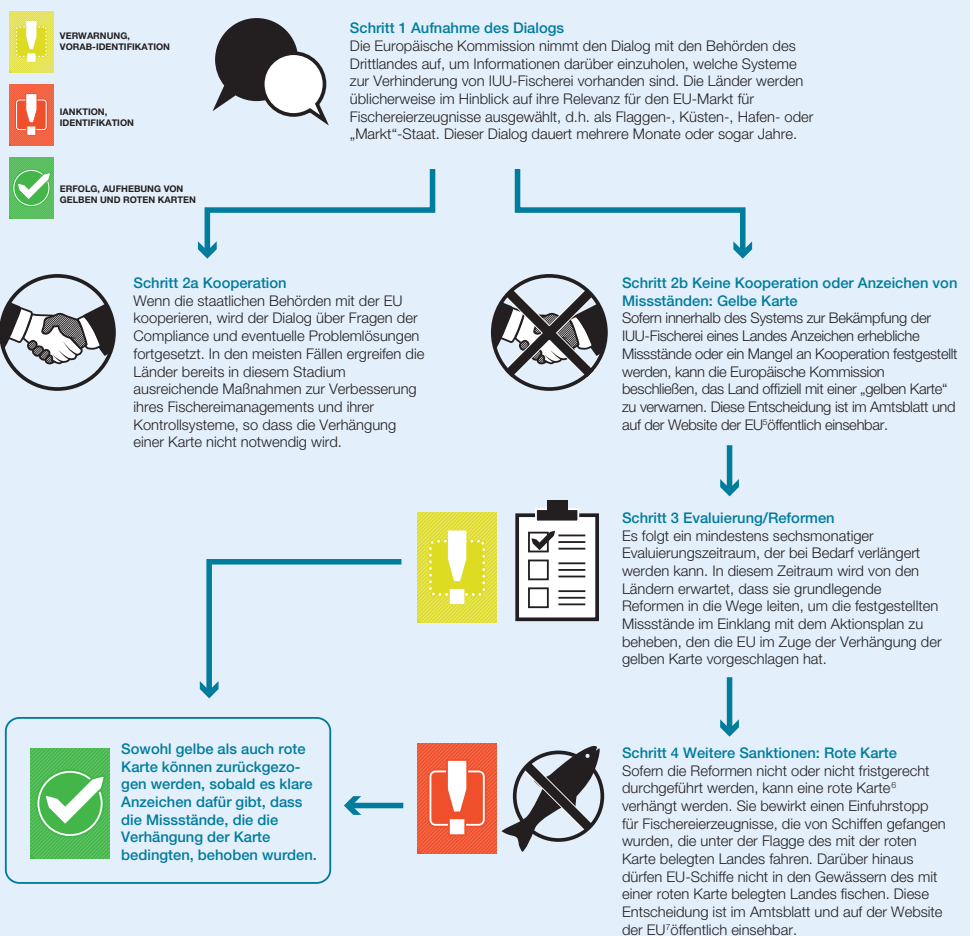 VERWARNUNG,
VORAB-IDENTIFIKATION
IANKTION,
IDENTIFIKATION
ERFOLG, AUFHEBUNG VON
GELBEN UND ROTEN KARTEN
Schritt 1 Aufnahme des Dialogs
Die Europäische Kommission nimmt den Dialog mit den Behörden des
Drittlandes auf, um Informationen darüber einzuholen, welche Systeme
zur Verhinderung von IUU-Fischerei vorhanden sind. Die Länder werden
üblicherweise im Hinblick auf ihre Relevanz für den EU-Markt für
Fischereierzeugnisse ausgewählt, d.h. als Flaggen-, Küsten-, Hafen- oder
„Markt“-Staat. Dieser Dialog dauert mehrere Monate oder sogar Jahre.
Schritt 2a Kooperation
Wenn die staatlichen Behörden mit der EU
kooperieren, wird der Dialog über Fragen der
Compliance und eventuelle Problemlösungen
fortgesetzt. In den meisten Fällen ergreifen die
Länder bereits in diesem Stadium
ausreichende Maßnahmen zur Verbesserung
ihres Fischereimanagements und ihrer
Kontrollsysteme, so dass die Verhängung
einer Karte nicht notwendig wird.
Schritt 2b Keine Kooperation oder Anzeichen von
Missständen: Gelbe Karte
Sofern innerhalb des Systems zur Bekämpfung der
IUU-Fischerei eines Landes Anzeichen erhebliche
Missstände oder ein Mangel an Kooperation festgestellt
werden, kann die Europäische Kommission
beschließen, das Land offiziell mit einer „gelben Karte“
zu verwarnen. Diese Entscheidung ist im Amtsblatt und
auf der Website der EU⁵öffentlich einsehbar.
Schritt 3 Evaluierung/Reformen
Es folgt ein mindestens sechsmonatiger
Evaluierungszeitraum, der bei Bedarf verlängert
werden kann. In diesem Zeitraum wird von den
Ländern erwartet, dass sie grundlegende
Reformen in die Wege leiten, um die festgestellten
Missstände im Einklang mit dem Aktionsplan zu
beheben, den die EU im Zuge der Verhängung der
gelben Karte vorgeschlagen hat.
Schritt 4 Weitere Sanktionen: Rote Karte
Sofern die Reformen nicht oder nicht fristgerecht
durchgeführt werden, kann eine rote Karte⁶
verhängt werden. Sie bewirkt einen Einfuhrstopp
für Fischereierzeugnisse, die von Schiffen gefangen
wurden, die unter der Flagge des mit der roten
Karte belegten Landes fahren. Darüber hinaus
dürfen EU-Schiffe nicht in den Gewässern des mit
einer roten Karte belegten Landes fischen. Diese
Entscheidung ist im Amtsblatt und auf der Website
der EU⁷öffentlich einsehbar.
Sowohl gelbe als auch rote
Karte können zurückgezo-
gen werden, sobald es klare
Anzeichen dafür gibt, dass
die Missstände, die die
Verhängung der Karte
bedingten, behoben wurden.